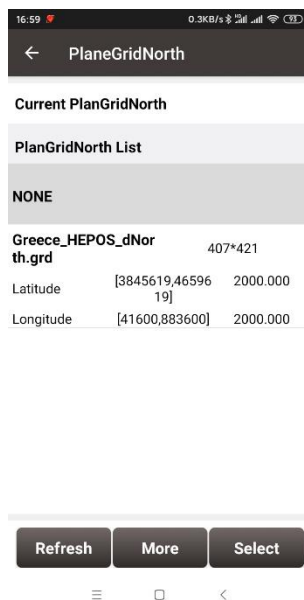 16:59 0.3KB/s 93
PlaneGridNorth
Current PlanGridNorth
PlanGridNorth List
NONE
Greece_HEPOS_dNor
th.grd 407*421
Latitude [3845619,46596
19] 2000.000
Longitude [41600,883600] 2000.000
Refresh More Select